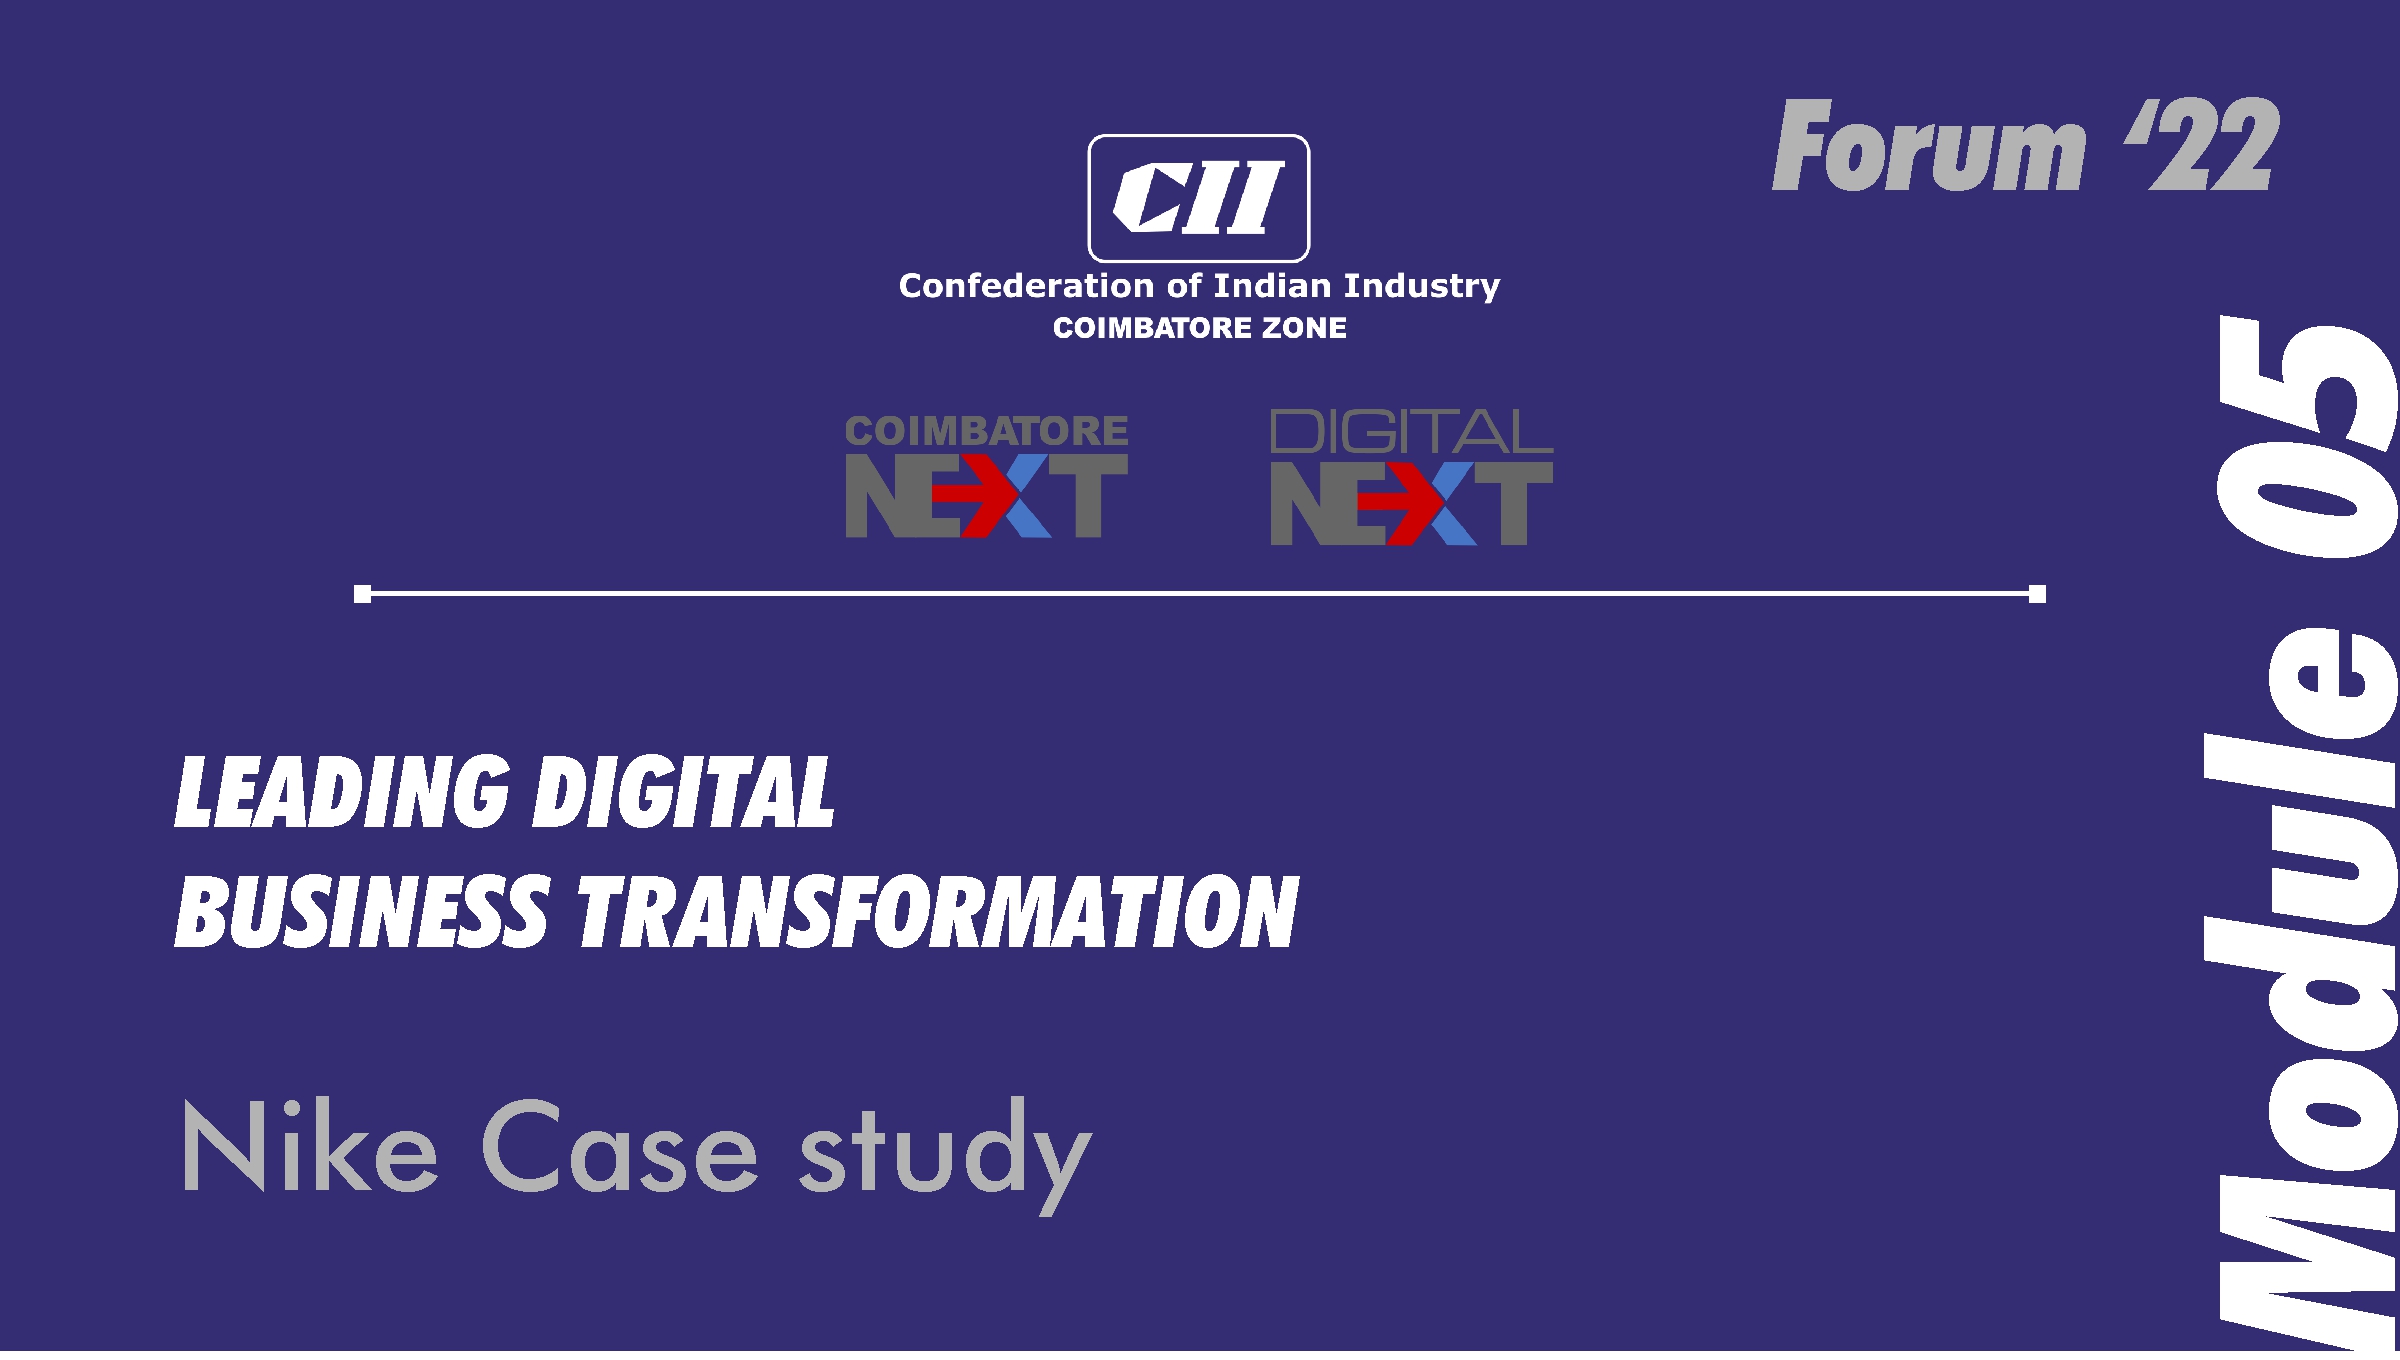 Forum ‘22
CII
Confederation of Indian Industry
COIMBATORE ZONE
COIMBATORE
NEXT
DIGITAL
NEXT
LEADING DIGITAL
BUSINESS TRANSFORMATION
Nike Case study
Module 05